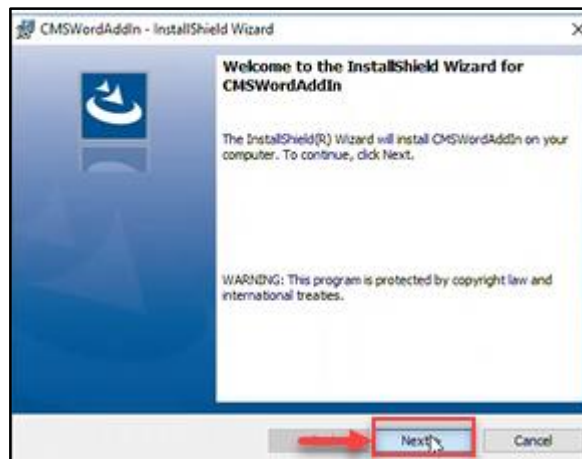 CMSWordAddIn - InstallShield Wizard
Welcome to the InstallShield Wizard for
CMSWordAddIn
The InstallShield(R) Wizard will install CMSWordAddIn on your
computer. To continue, click Next.
WARNING: This program is protected by copyright law and
international treaties.
Next
Cancel